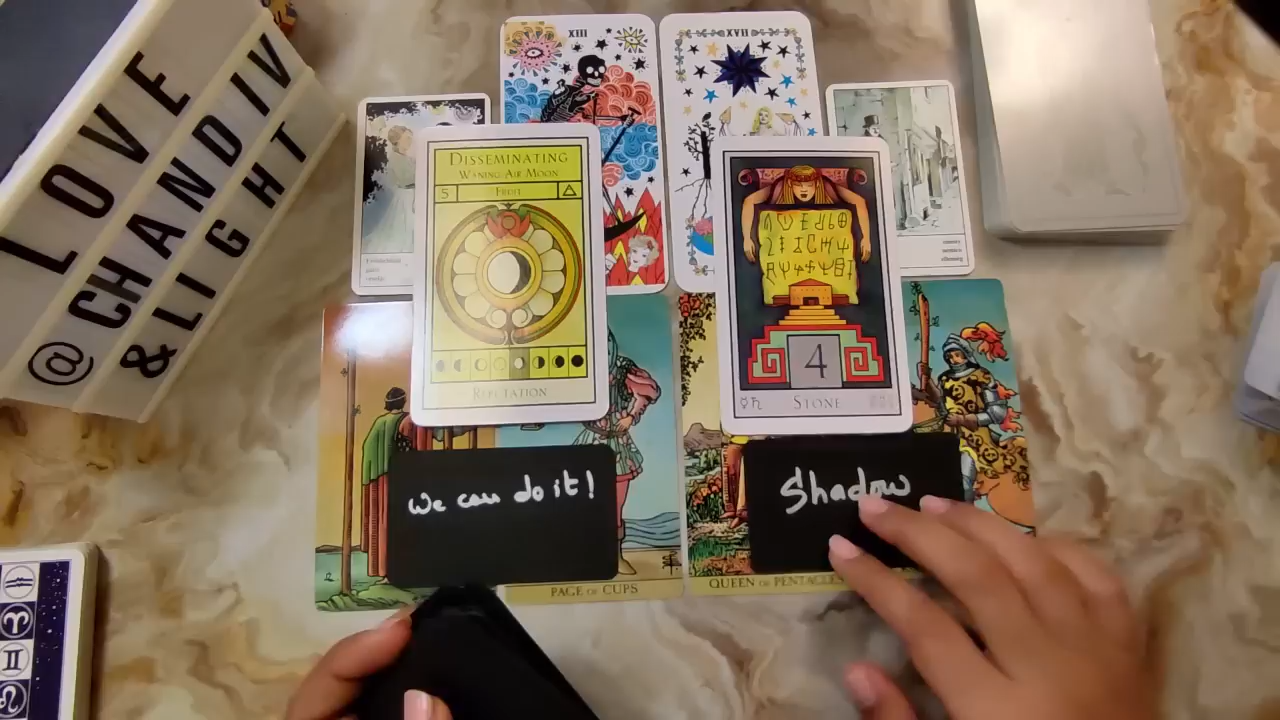 LOVE
@CHANDIV
& LIGHT
XIII
XVII
DISSEMINATING
WANING AIR MOON
5
FRUIT
REPUTATION
4
STONE
We can do it!
Shadow
PAGE OF CUPS
QUEEN OF PENTACLES